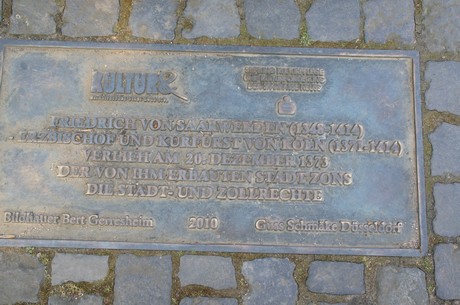 KULTUR
FRIEDRICH VON SAARWERDEN (1348-1414)
ERZBISCHOF UND KURFÜRST VON KÖLN (1371-1414)
VERLIEH AM 20. DEZEMBER 1373
DER VON IHM ERBAUTEN STADT ZONS
DIE STADT- UND ZOLLRECHTE
Bildhauer Bert Gerresheim 2010 Guss Schmäke Düsseldorf